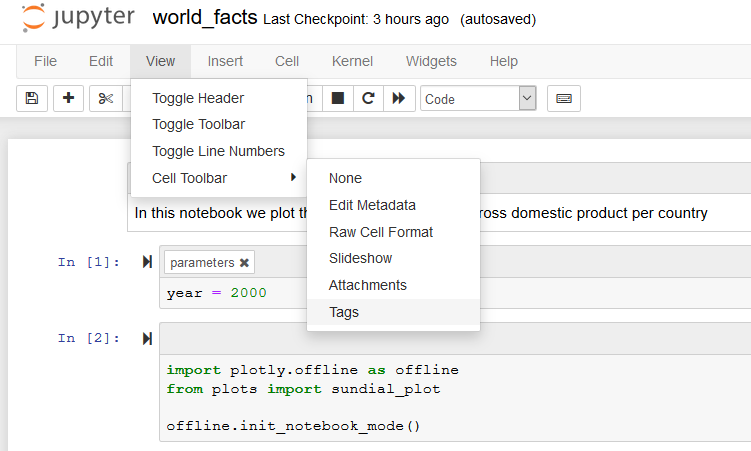 jupyter world_facts Last Checkpoint: 3 hours ago (autosaved)
File Edit View Insert Cell Kernel Widgets Help
Code
Toggle Header
Toggle Toolbar
Toggle Line Numbers
Cell Toolbar
None
Edit Metadata
Raw Cell Format
Slideshow
Attachments
Tags
In this notebook we plot domestic product per country
In [1]:
parameters ✖
year = 2000
In [2]:
import plotly.offline as offline
from plots import sundial_plot
offline.init_notebook_mode()